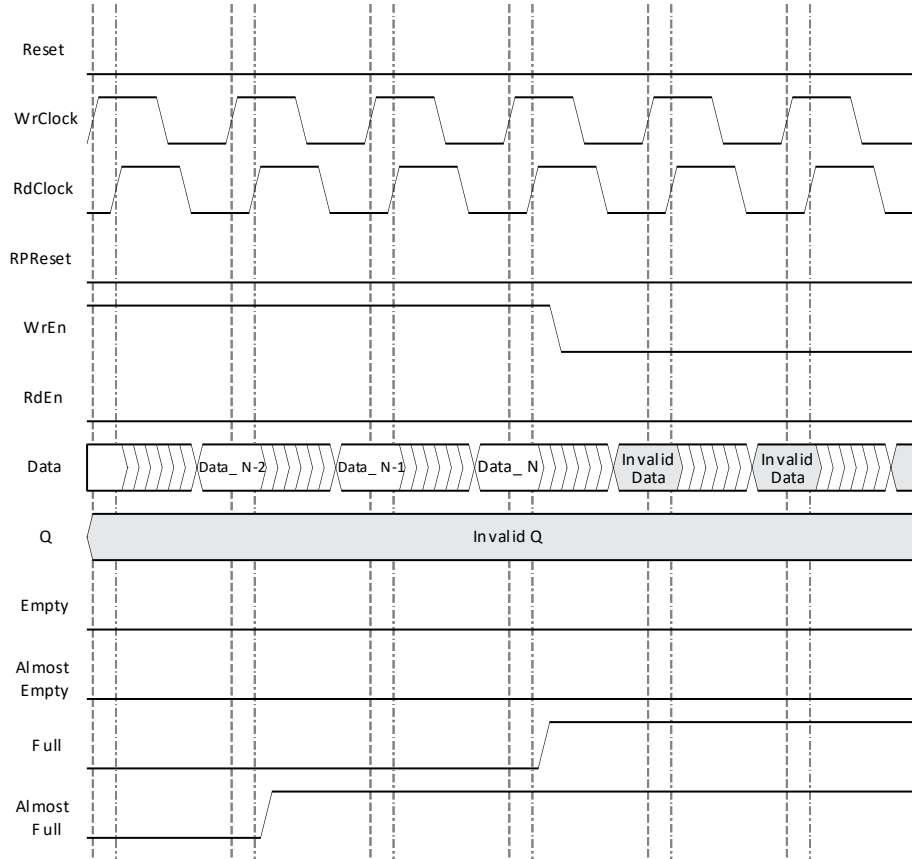 Reset
WrClock
RdClock
RPReset
WrEn
RdEn
Data
Data_ N-2
Data_ N-1
Data_ N
Invalid
Data
Invalid
Data
Q
Invalid Q
Empty
Almost
Empty
Full
Almost
Full